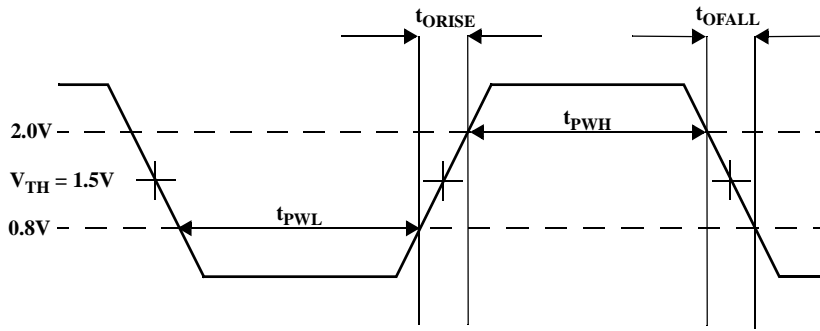 tORISE
tOFALL
2.0V
tPWH
VTH = 1.5V
tPWL
0.8V